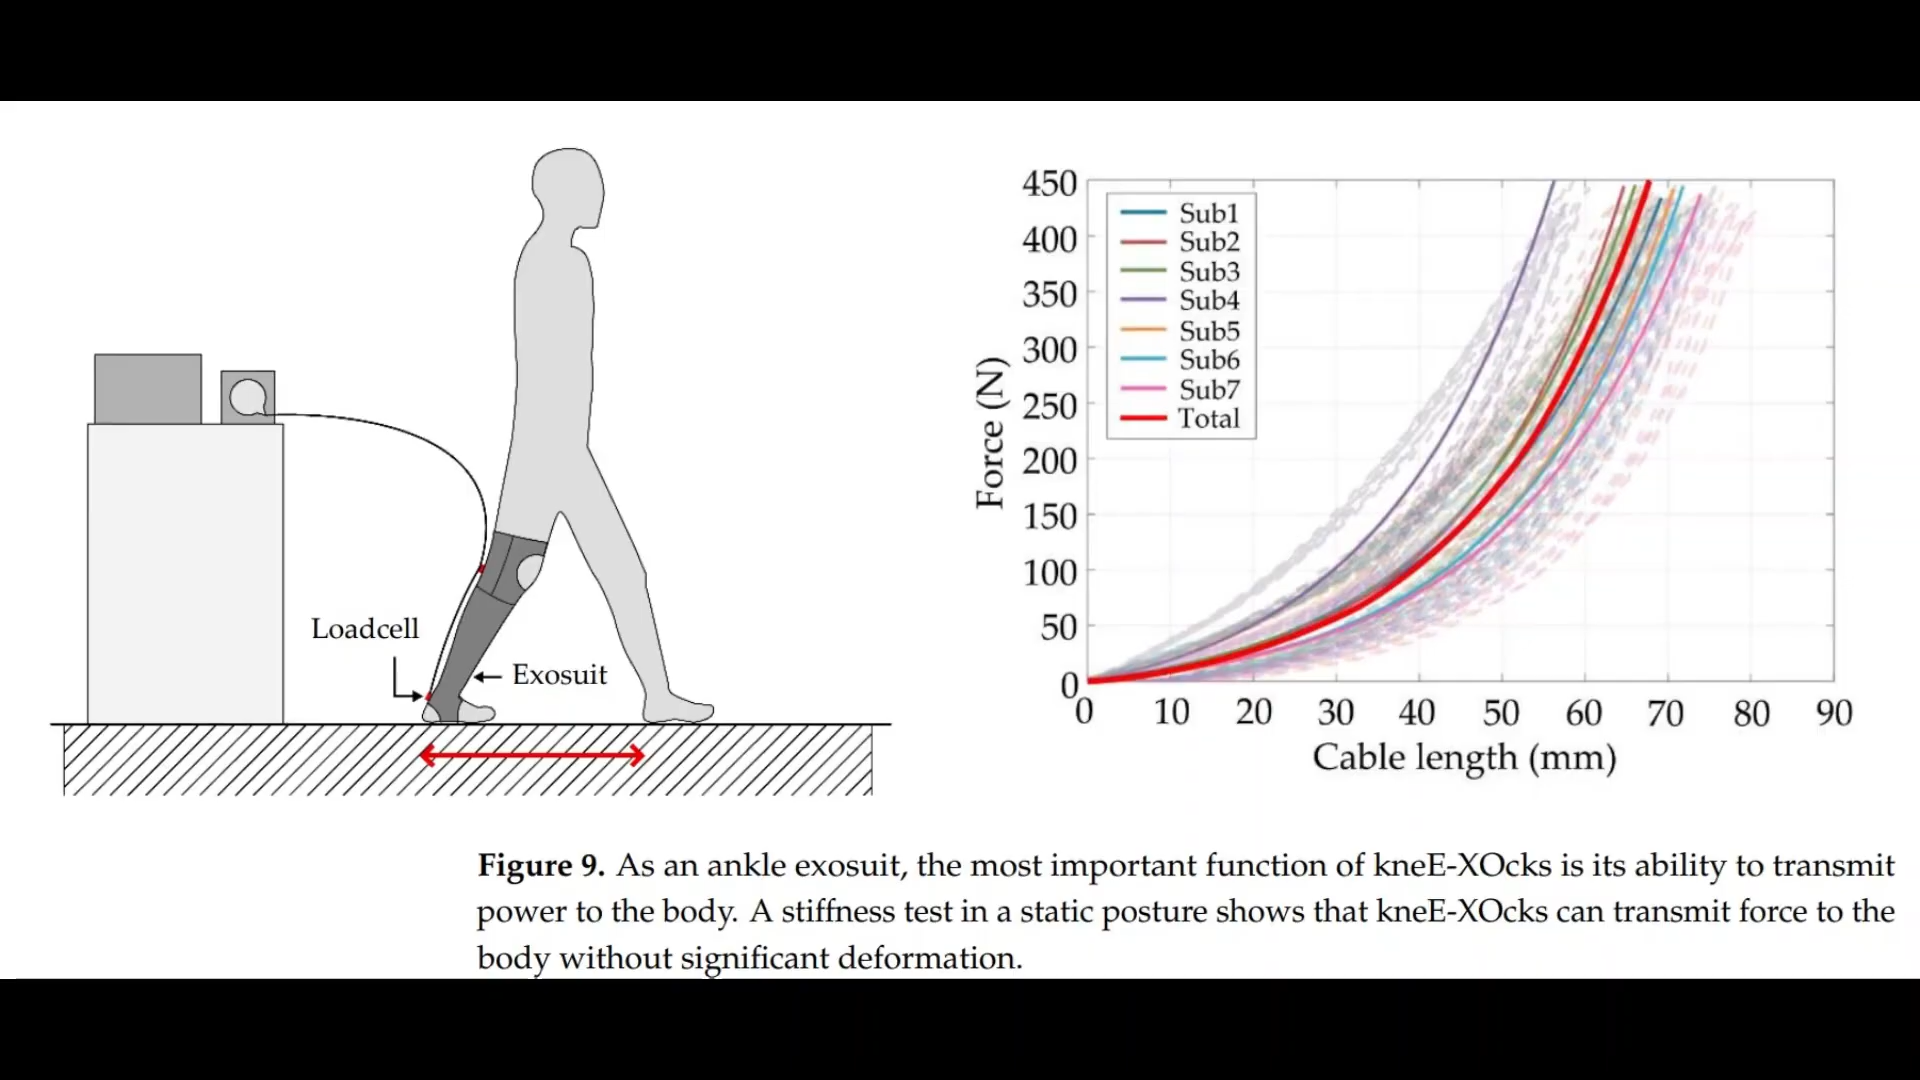 Loadcell
Exosuit
450
400
350
300
250
200
150
100
50
0
Force (N)
Sub1
Sub2
Sub3
Sub4
Sub5
Sub6
Sub7
Total
0 10 20 30 40 50 60 70 80 90
Cable length (mm)
Figure 9. As an ankle exosuit, the most important function of kneE-XOcks is its ability to transmit
power to the body. A stiffness test in a static posture shows that kneE-XOcks can transmit force to the
body without significant deformation.